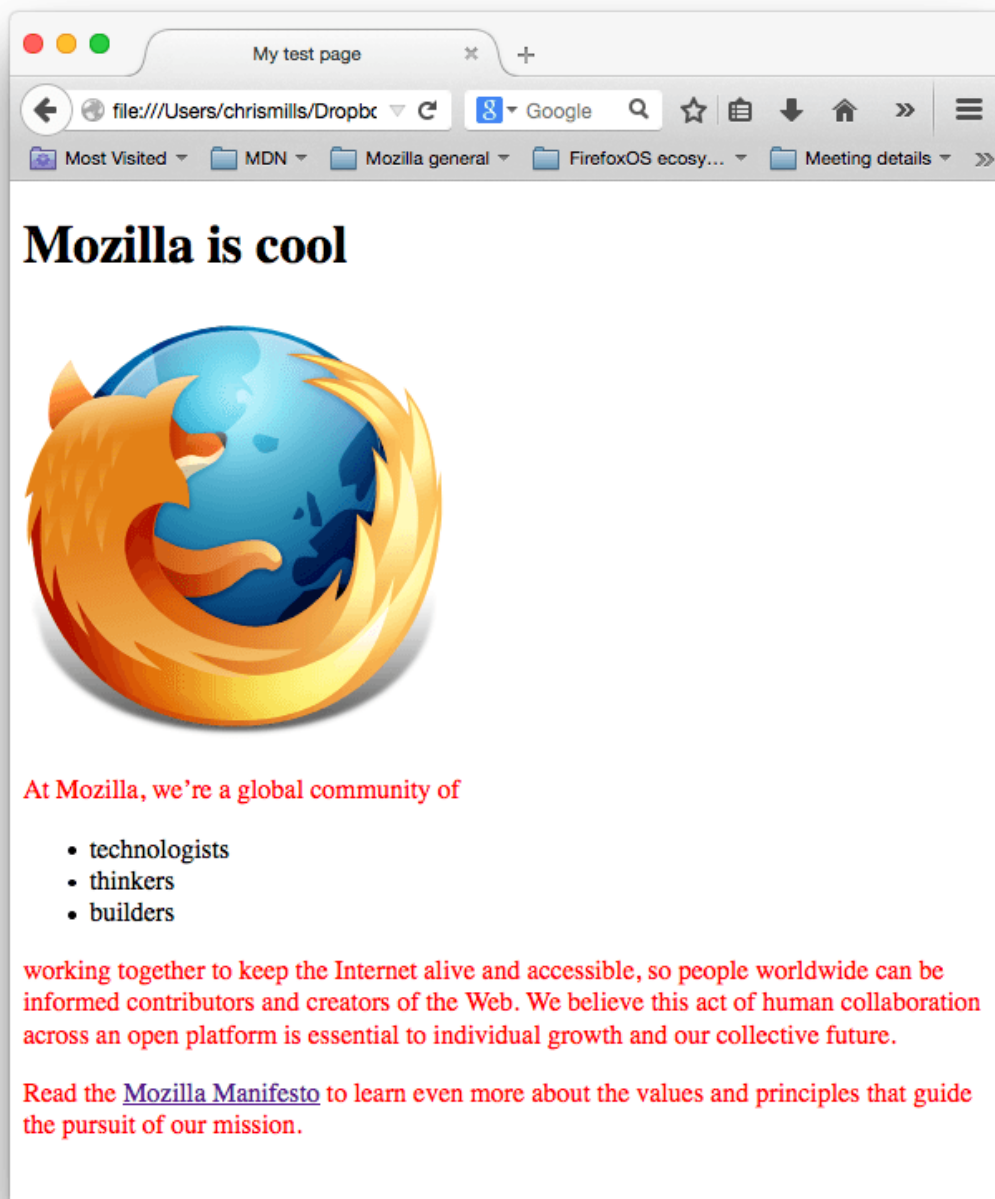 My test page
file:///Users/chrismills/Dropbc
Google
Most Visited MDN Mozilla general FirefoxOS ecosy... Meeting details
Mozilla is cool
At Mozilla, we’re a global community of
• technologists
• thinkers
• builders
working together to keep the Internet alive and accessible, so people worldwide can be
informed contributors and creators of the Web. We believe this act of human collaboration
across an open platform is essential to individual growth and our collective future.
Read the Mozilla Manifesto to learn even more about the values and principles that guide
the pursuit of our mission.